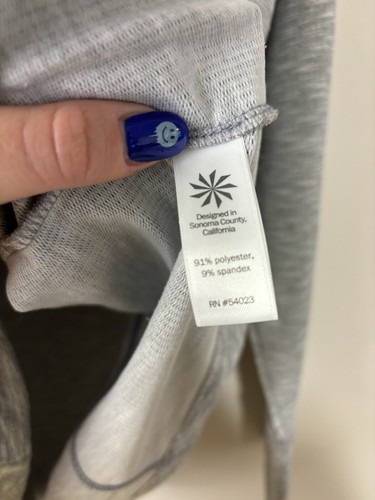 Designed in
Sonoma County,
California
91% polyester,
9% spandex
RN #54023